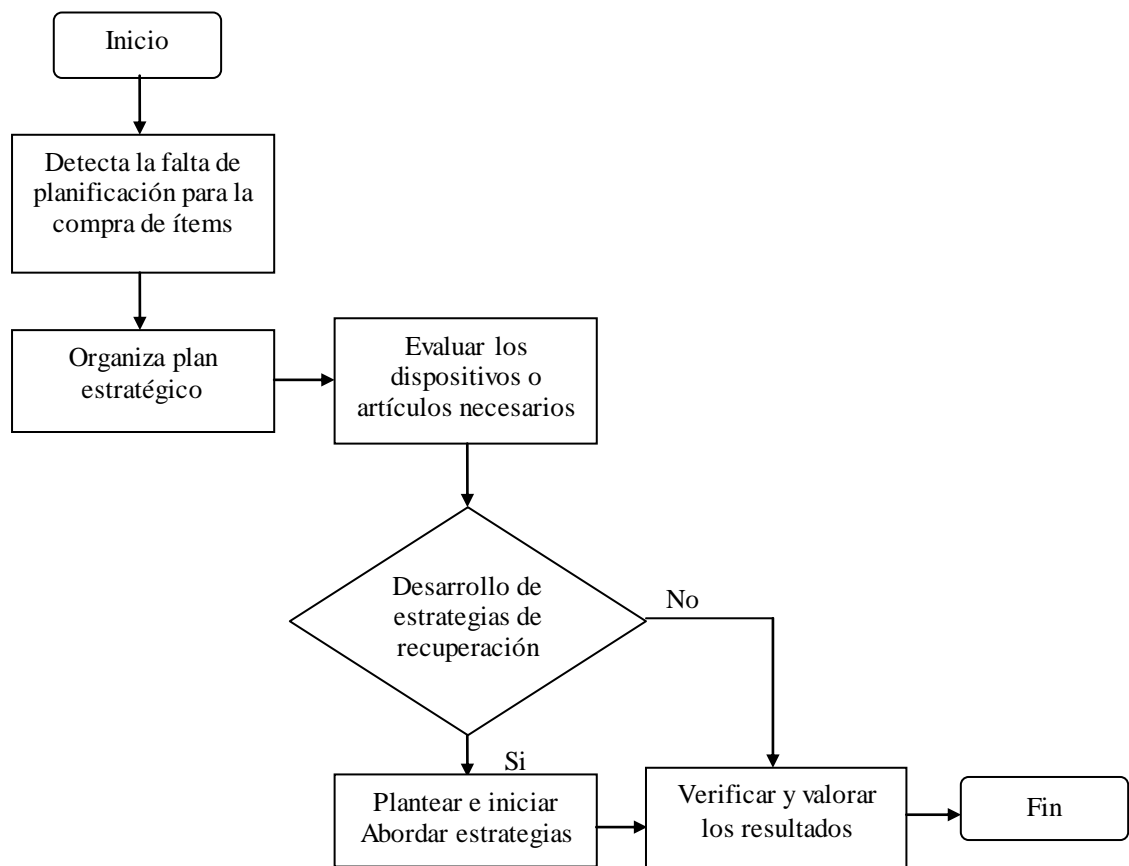 Inicio
Detecta la falta de
planificación para la
compra de ítems
Organiza plan
estratégico
Evaluar los
dispositivos o
artículos necesarios
Desarrollo de
estrategias de
recuperación
No
Si
Plantear e iniciar
Abordar estrategias
Verificar y valorar
los resultados
Fin